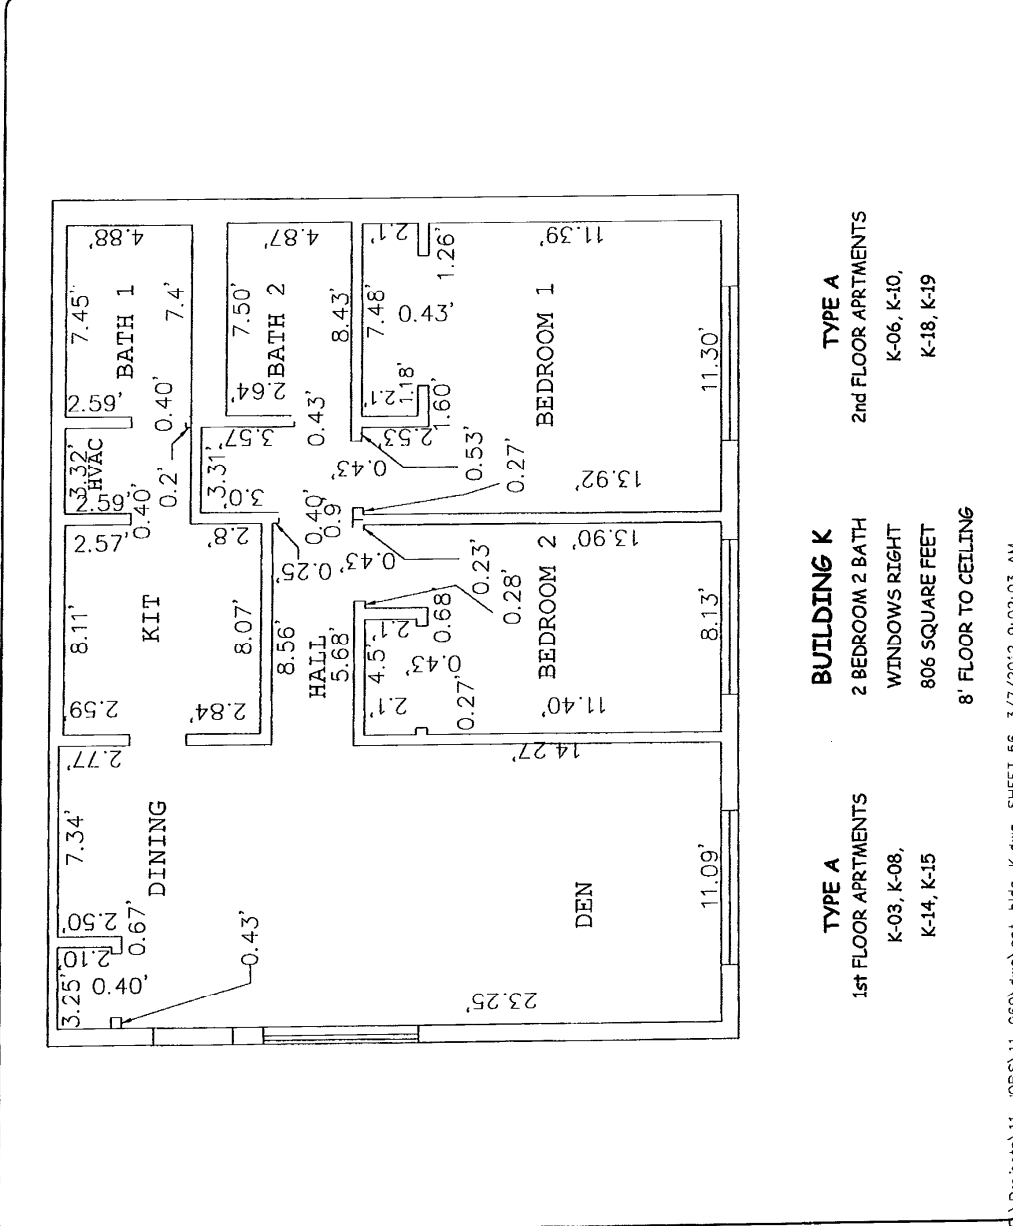 7.45'
4.88'
BATH 1
7.4'
2.59'
0.40'
3.32'
HVAC
2.59'
0.40'
0.2'
2.57'
8.11'
KIT
2.59'
2.8'
8.07'
2.84'
2.77'
7.34'
DINING
2.50'
0.67'
2.10'
3.25'
0.40'
0.43'
7.50'
4.87'
BATH 2
2.64'
8.43'
0.43'
3.57'
3.31'
3.0'
0.40'
0.9'
0.25'
0.43'
8.56'
HALL
5.68'
7.48'
2.1'
1.26'
0.43'
1.18'
2.1'
1.60'
2.53'
0.43'
0.53'
0.27'
BEDROOM 1
11.39'
11.30'
13.92'
13.90'
0.23'
0.28'
BEDROOM 2
0.68
2.1'
4.5'
0.43'
2.1'
0.27'
11.40'
8.13'
14.27'
DEN
11.09'
23.25'
TYPE A
1st FLOOR APRTMENTS
K-03, K-08,
K-14, K-15
BUILDING K
2 BEDROOM 2 BATH
WINDOWS RIGHT
806 SQUARE FEET
8' FLOOR TO CEILING
TYPE A
2nd FLOOR APRTMENTS
K-06, K-10,
K-18, K-19